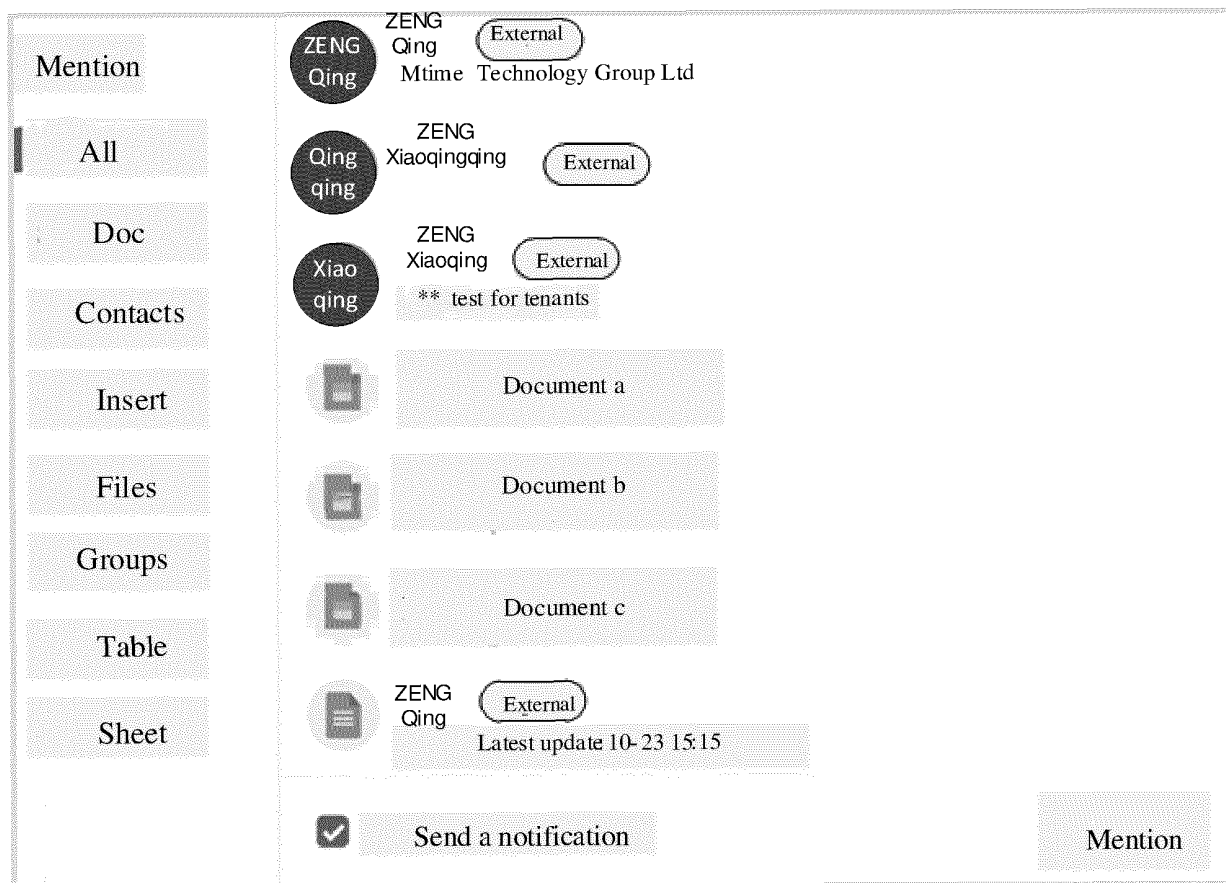 Mention
All
Doc
Contacts
Insert
Files
Groups
Table
Sheet
ZENG
Qing
ZENG
Qing
External
Mtime Technology Group Ltd
Qing
qing
ZENG
Xiaoqingqing
External
Xiao
qing
ZENG
Xiaoqing
External
** test for tenants
Document a
Document b
Document c
ZENG
Qing
External
Latest update 10-23 15:15
Send a notification
Mention